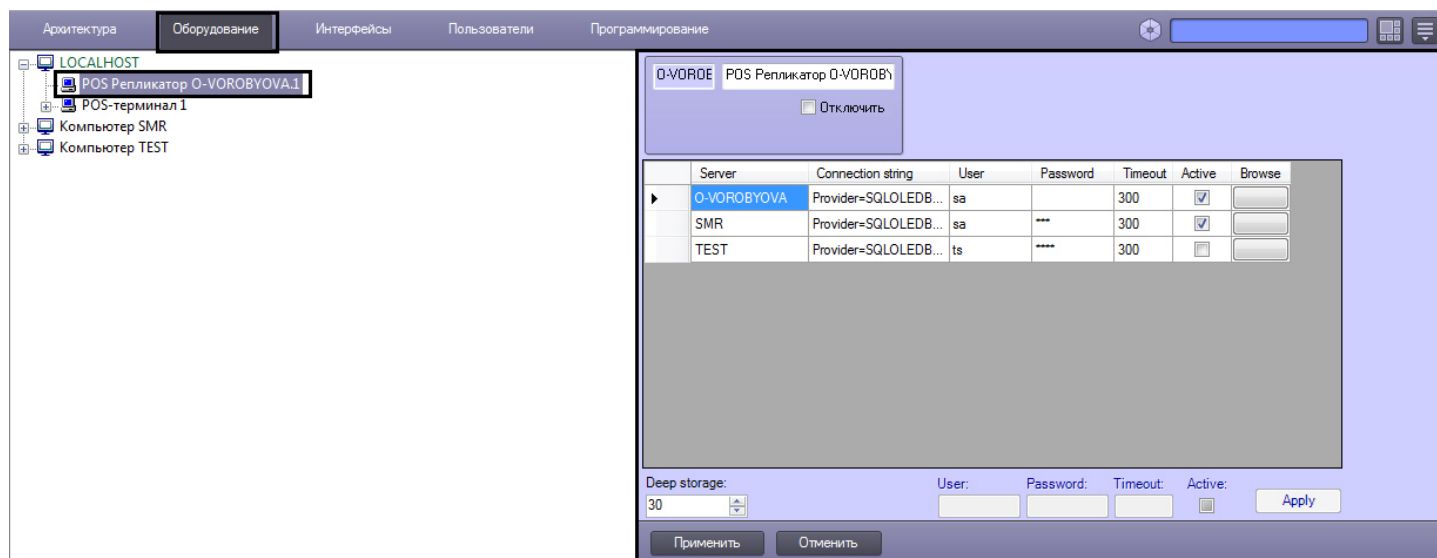 Архитектура Оборудование Интерфейсы Пользователи Программирование
LOCALHOST
POS Репликатор O-VOROBYOVA.1
POS-терминал 1
Компьютер SMR
Компьютер TEST
O-VOROB POS Репликатор O-VOROBY
Отключить
Server Connection string User Password Timeout Active Browse
O-VOROBYOVA Provider=SQLOLEDB... sa 300
SMR Provider=SQLOLEDB... sa *** 300
TEST Provider=SQLOLEDB... ts **** 300
Deep storage: User: Password: Timeout: Active:
30 Apply
Применить Отменить